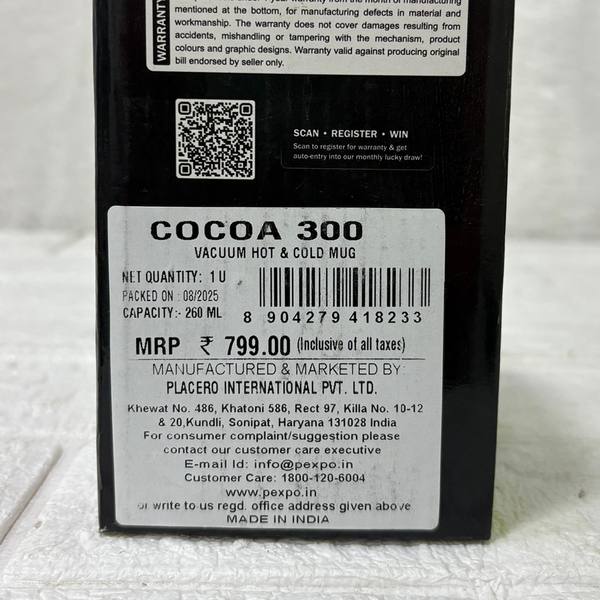 WARRANTY
mentioned at the bottom, for manufacturing defects in material and
workmanship. The warranty does not cover damages resulting from
accidents, mishandling or tampering with the mechanism, product
colours and graphic designs. Warranty valid against producing original
bill endorsed by seller only.
SCAN • REGISTER • WIN
Scan to register for warranty & get
auto-entry into our monthly lucky draw!
COCOA 300
VACUUM HOT & COLD MUG
NET QUANTITY: 1 U
PACKED ON : 08/2025
CAPACITY:- 260 ML
8 904279 418233
MRP ₹ 799.00 (Inclusive of all taxes)
MANUFACTURED & MARKETED BY:
PLACERO INTERNATIONAL PVT. LTD.
Khewat No. 486, Khatoni 586, Rect 97, Killa No. 10-12
& 20,Kundli, Sonipat, Haryana 131028 India
For consumer complaint/suggestion please
contact our customer care executive
E-mail Id: info@pexpo.in
Customer Care: 1800-120-6004
www.pexpo.in
or write to us regd. office address given above
MADE IN INDIA